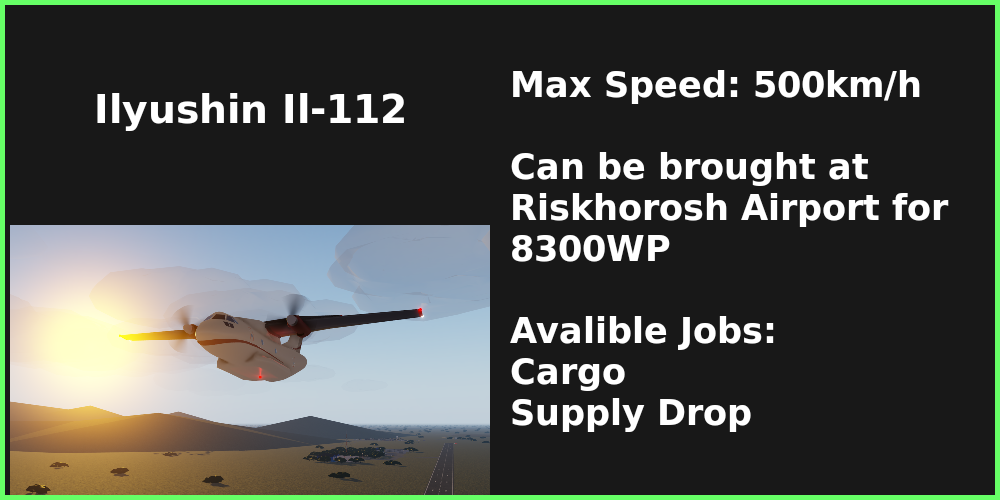 Ilyushin Il-112
Max Speed: 500km/h
Can be brought at
Riskhorosh Airport for
8300WP
Avalible Jobs:
Cargo
Supply Drop